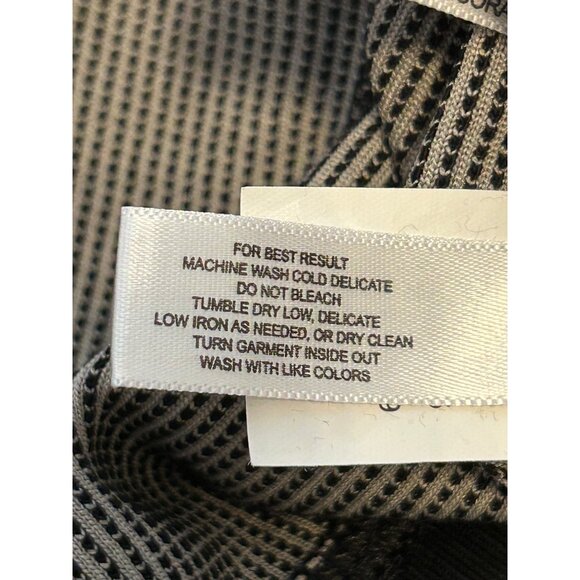 FOR BEST RESULT
MACHINE WASH COLD DELICATE
DO NOT BLEACH
TUMBLE DRY LOW, DELICATE
LOW IRON AS NEEDED, OR DRY CLEAN
TURN GARMENT INSIDE OUT
WASH WITH LIKE COLORS